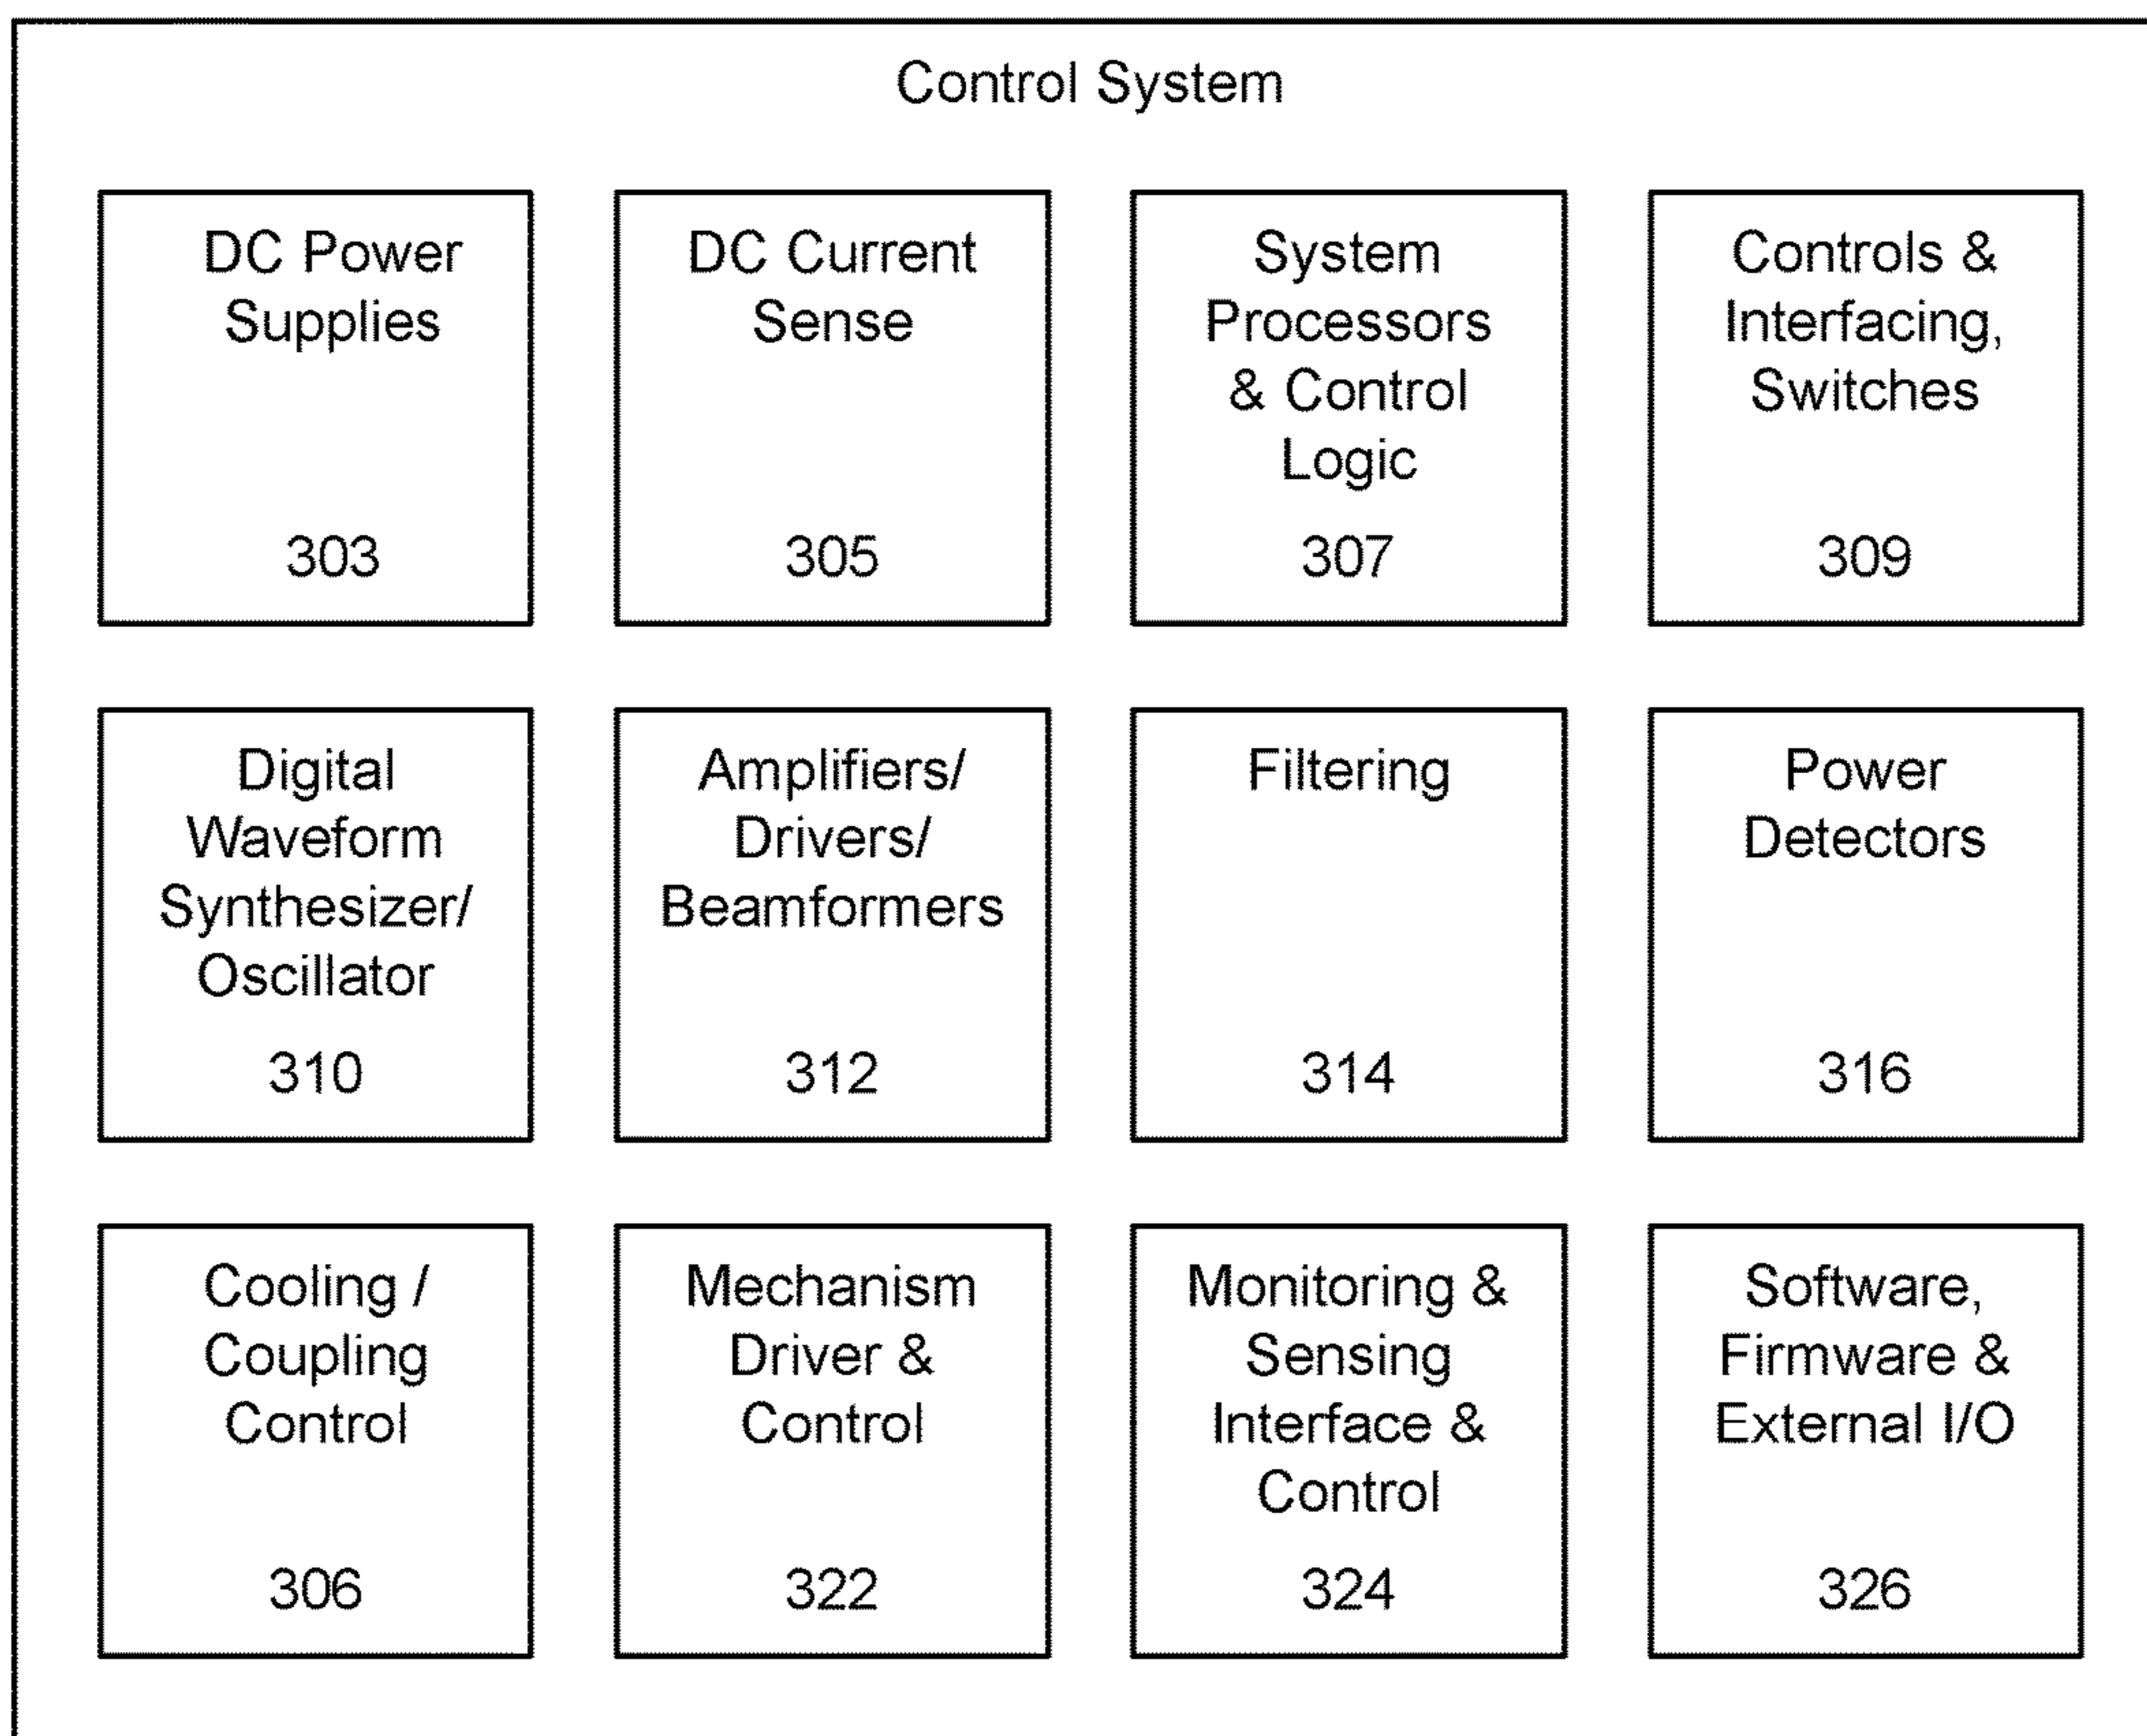 Control System
DC Power
Supplies
303
DC Current
Sense
305
System
Processors
& Control
Logic
307
Controls &
Interfacing,
Switches
309
Digital
Waveform
Synthesizer/
Oscillator
310
Amplifiers/
Drivers/
Beamformers
312
Filtering
314
Power
Detectors
316
Cooling /
Coupling
Control
306
Mechanism
Driver &
Control
322
Monitoring &
Sensing
Interface &
Control
324
Software,
Firmware &
External I/O
326